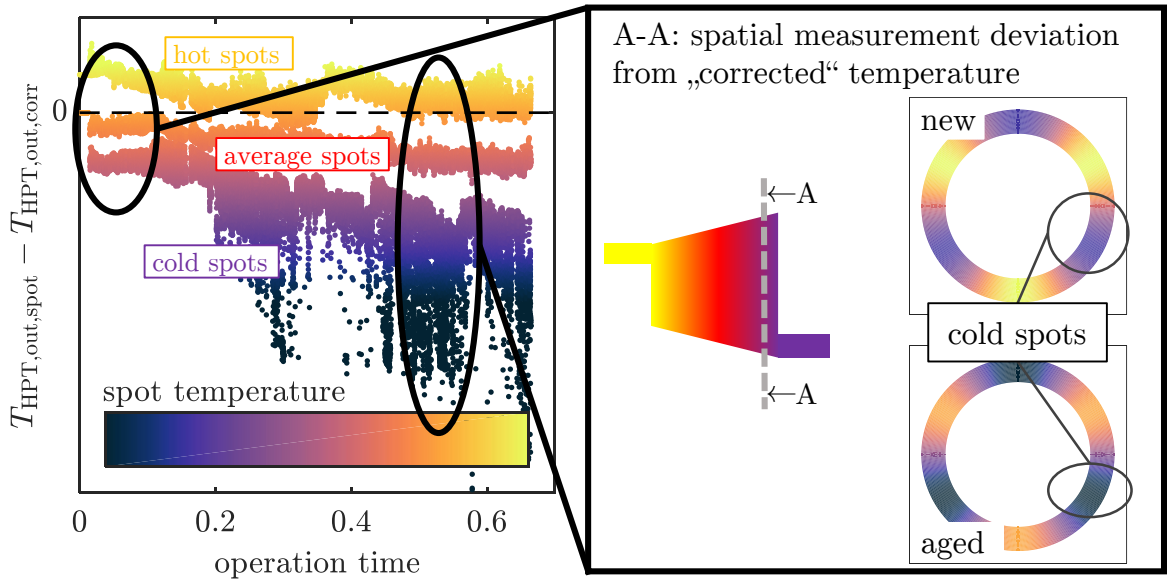 T_HPT,out,spot − T_HPT,out,corr
0
hot spots
average spots
cold spots
spot temperature
0
0.2
0.4
0.6
operation time
A-A: spatial measurement deviation
from „corrected“ temperature
←A
←A
new
cold spots
aged